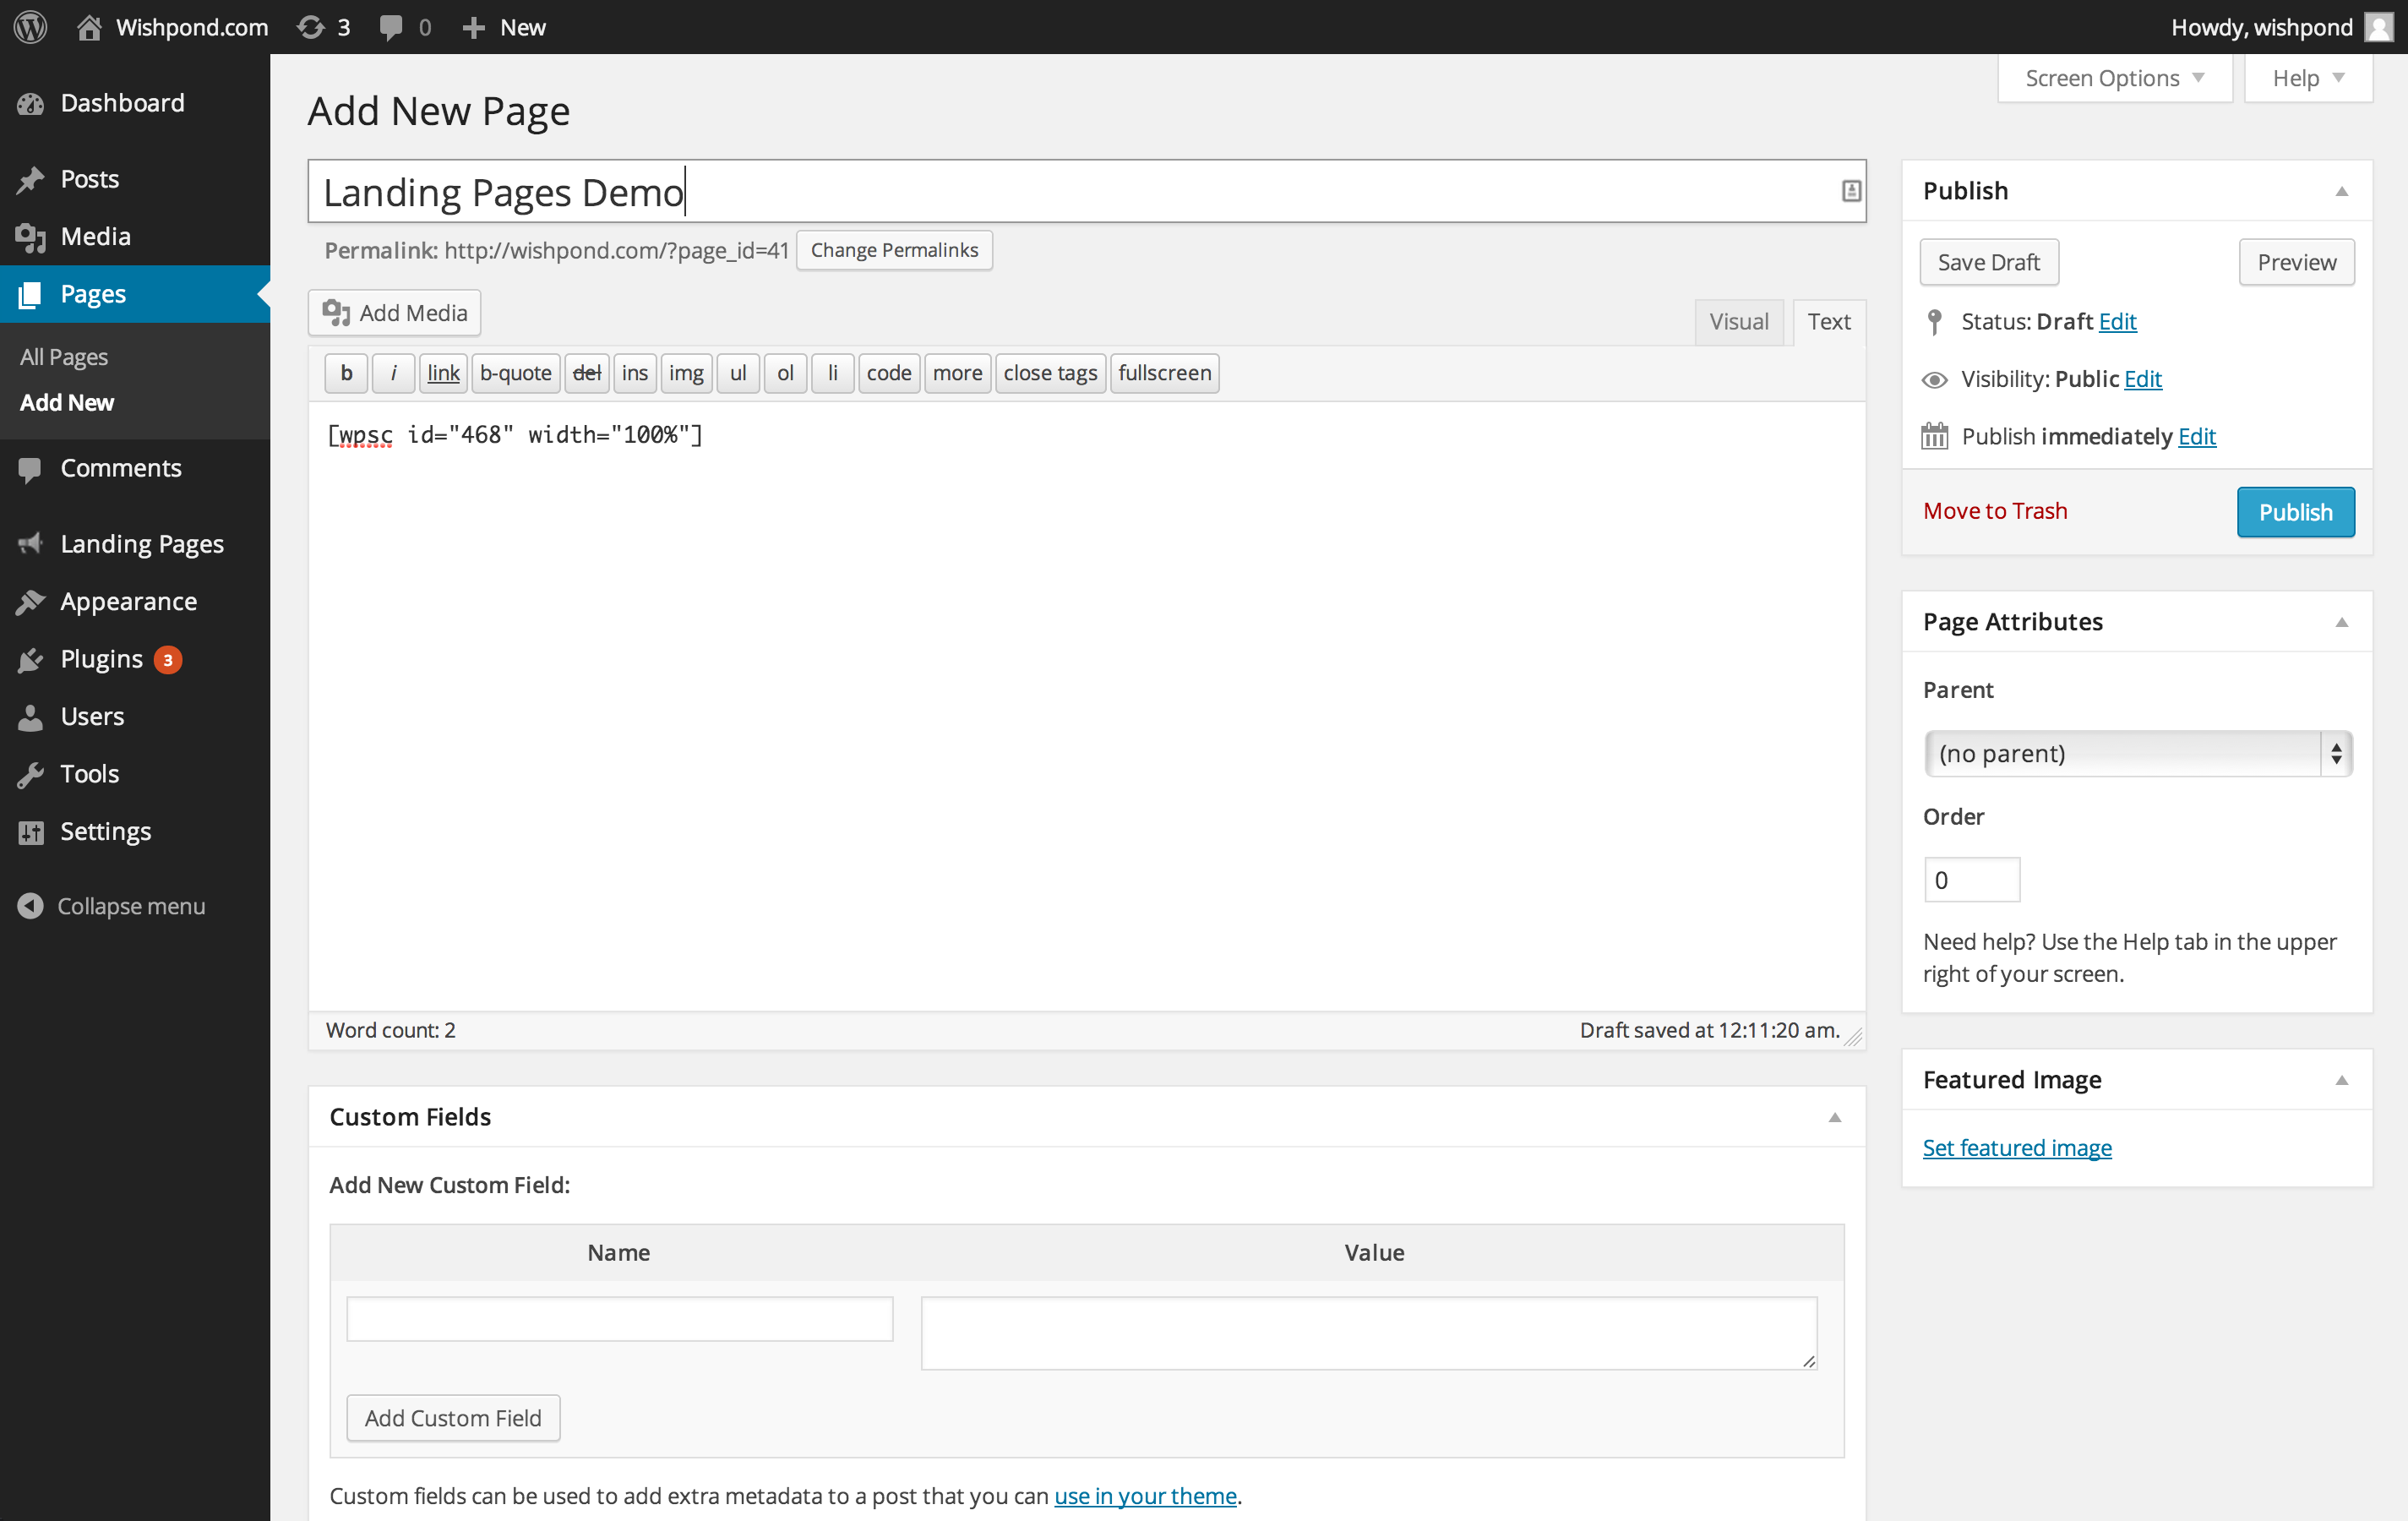 Wishpond.com 3 0 New Howdy, wishpond
Screen Options Help
Dashboard
Posts
Media
Pages
All Pages
Add New
Comments
Landing Pages
Appearance
Plugins 3
Users
Tools
Settings
Collapse menu
Add New Page
Landing Pages Demo
Permalink: http://wishpond.com/?page_id=41 Change Permalinks
Add Media
Visual Text
b i link b-quote del ins img ul ol li code more close tags fullscreen
[wpsc id="468" width="100%"]
Word count: 2 Draft saved at 12:11:20 am.
Custom Fields
Add New Custom Field:
Name Value
Add Custom Field
Custom fields can be used to add extra metadata to a post that you can use in your theme.
Publish
Save Draft Preview
Status: Draft Edit
Visibility: Public Edit
Publish immediately Edit
Move to Trash Publish
Page Attributes
Parent
(no parent)
Order
0
Need help? Use the Help tab in the upper
right of your screen.
Featured Image
Set featured image